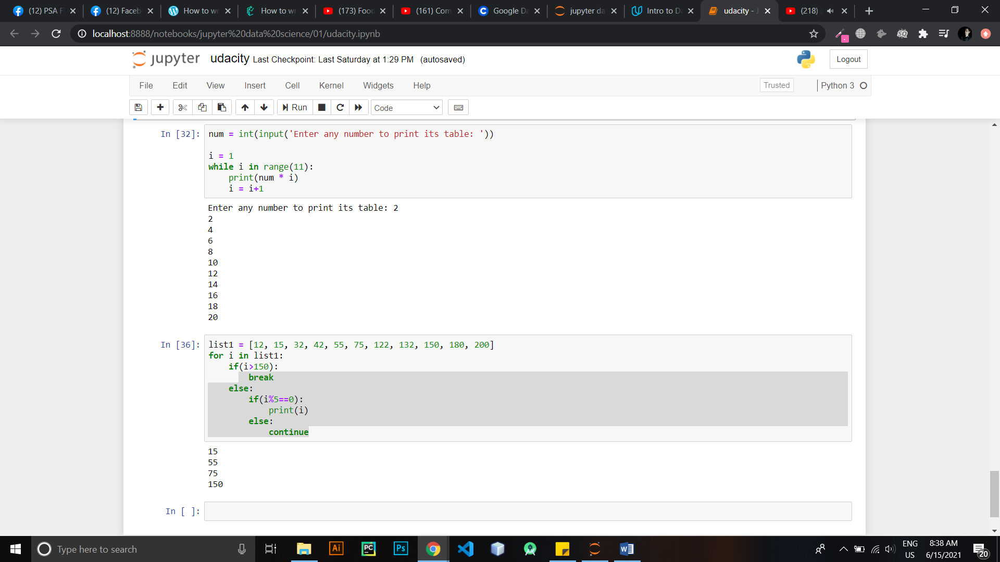 (12) PSA F
(12) Faceb
How to wr
How to wr
(173) Food
(161) Com
Google Da
jupyter da
Intro to Da
udacity - J
(218)
localhost:8888/notebooks/jupyter%20data%20science/01/udacity.ipynb
jupyter udacity Last Checkpoint: Last Saturday at 1:29 PM (autosaved)
Logout
File Edit View Insert Cell Kernel Widgets Help
Trusted
Python 3
Run
Code
In [32]: num = int(input('Enter any number to print its table: '))
i = 1
while i in range(11):
    print(num * i)
    i = i+1
Enter any number to print its table: 2
2
4
6
8
10
12
14
16
18
20
In [36]: list1 = [12, 15, 32, 42, 55, 75, 122, 132, 150, 180, 200]
for i in list1:
    if(i>150):
        break
    else:
        if(i%5==0):
            print(i)
        else:
            continue
15
55
75
150
In [ ]:
Type here to search
Ai
PC
Ps
W
ENG
US
8:38 AM
6/15/2021
20